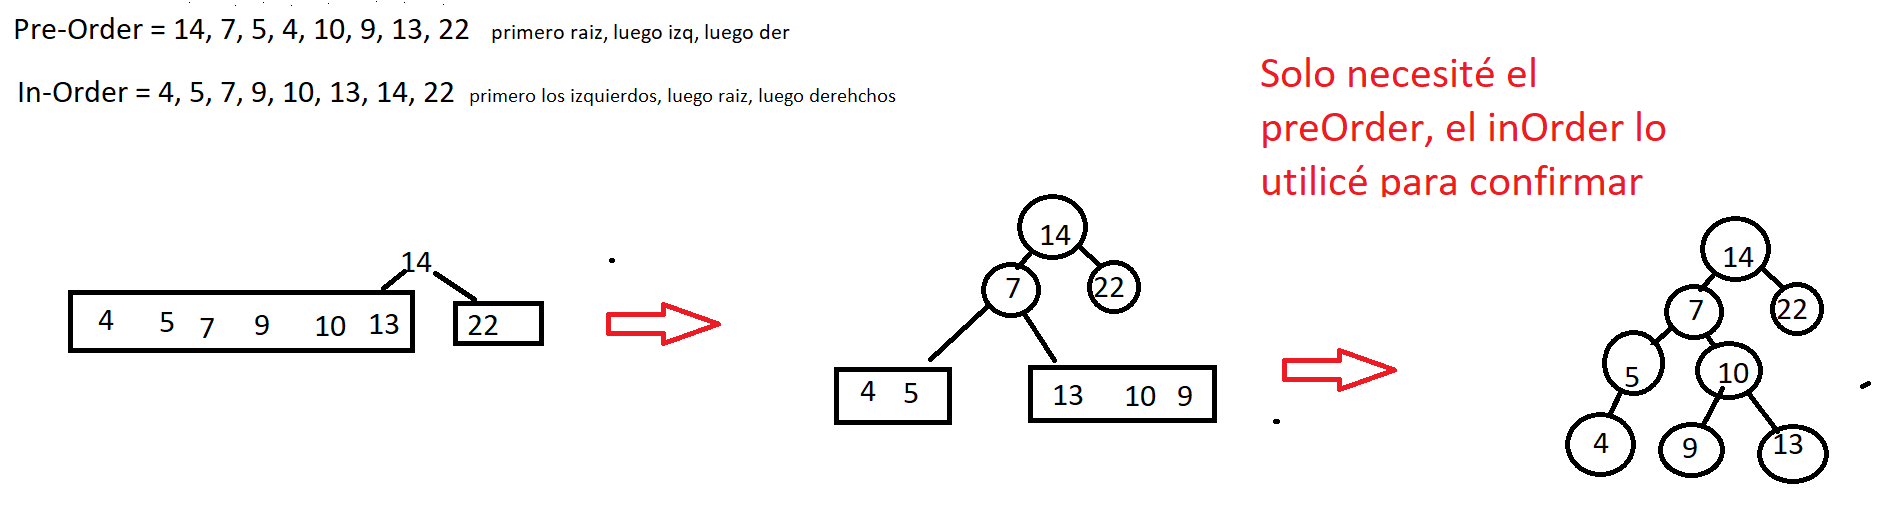 Pre-Order = 14, 7, 5, 4, 10, 9, 13, 22 primero raiz, luego izq, luego der
In-Order = 4, 5, 7, 9, 10, 13, 14, 22 primero los izquierdos, luego raiz, luego derehchos
Solo necesité el
preOrder, el inOrder lo
utilicé para confirmar
14
4 5 7 9 10 13
22
14
7
22
4 5
13 10 9
14
7
22
5
10
4
9
13